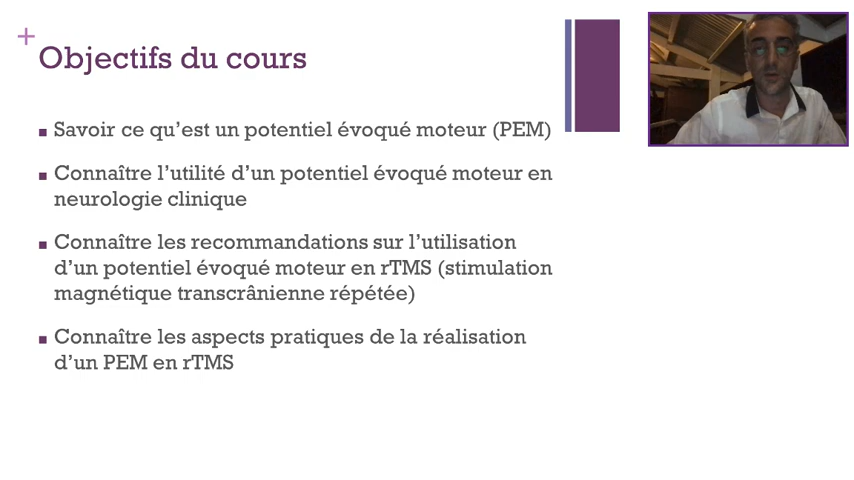 +
Objectifs du cours
■ Savoir ce qu’est un potentiel évoqué moteur (PEM)
■ Connaître l’utilité d’un potentiel évoqué moteur en
neurologie clinique
■ Connaître les recommandations sur l’utilisation
d’un potentiel évoqué moteur en rTMS (stimulation
magnétique transcrânienne répétée)
■ Connaître les aspects pratiques de la réalisation
d’un PEM en rTMS